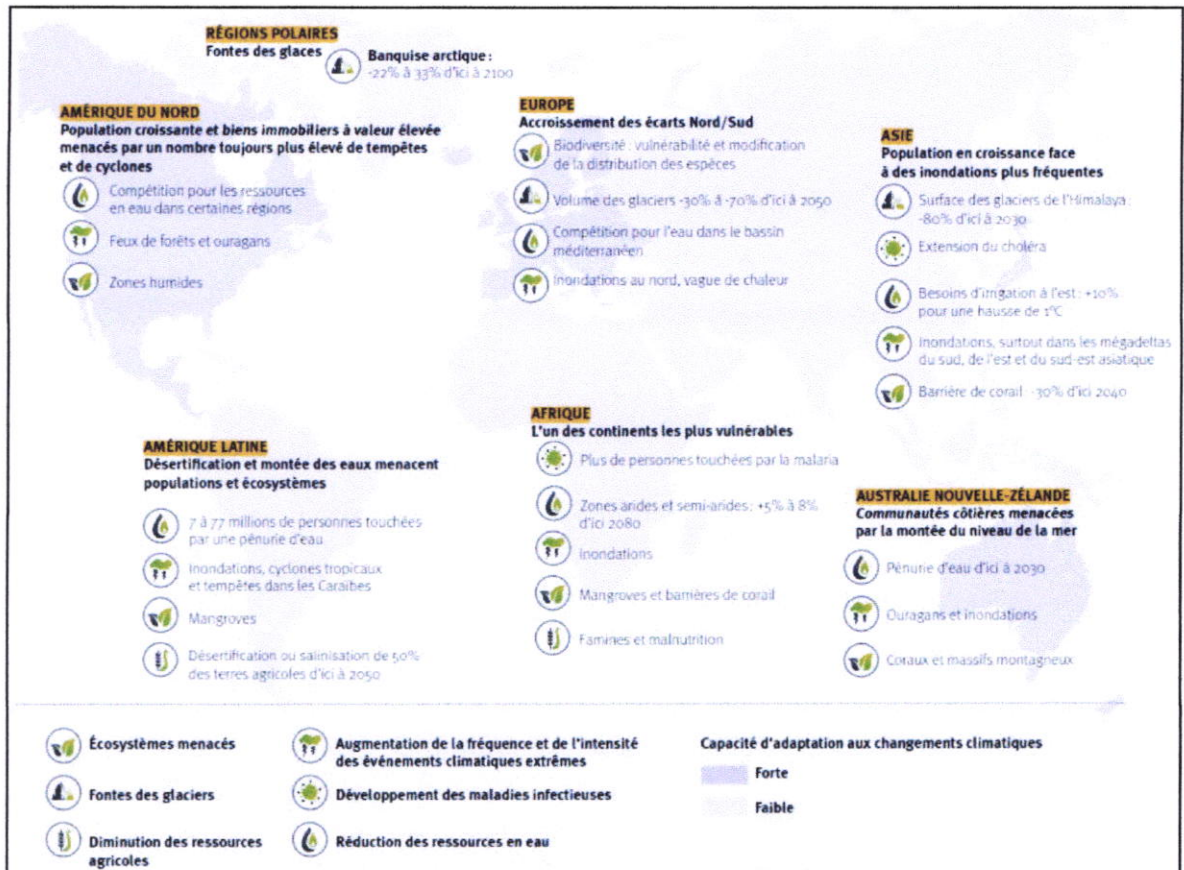 RÉGIONS POLAIRES
Fontes des glaces
Banquise arctique :
-22% à 33% d'ici à 2100
AMÉRIQUE DU NORD
Population croissante et biens immobiliers à valeur élevée
menacés par un nombre toujours plus élevé de tempêtes
et de cyclones
Compétition pour les ressources
en eau dans certaines régions
Feux de forêts et ouragans
Zones humides
EUROPE
Accroissement des écarts Nord/Sud
Biodiversité : vulnérabilité et modification
de la distribution des espèces
Volume des glaciers -30% à -70% d'ici à 2050
Compétition pour l'eau dans le bassin
méditerranéen
Inondations au nord, vague de chaleur
ASIE
Population en croissance face
à des inondations plus fréquentes
Surface des glaciers de l'Himalaya :
-80% d'ici à 2030
Extension du choléra
Besoins d'irrigation à l'est : +10%
pour une hausse de 1°C
Inondations, surtout dans les mégadeltas
du sud, de l'est et du sud-est asiatique
Barrière de corail : -30% d'ici 2040
AMÉRIQUE LATINE
Désertification et montée des eaux menacent
populations et écosystèmes
7 à 77 millions de personnes touchées
par une pénurie d'eau
Inondations, cyclones tropicaux
et tempêtes dans les Caraïbes
Mangroves
Désertification ou salinisation de 50%
des terres agricoles d'ici à 2050
AFRIQUE
L'un des continents les plus vulnérables
Plus de personnes touchées par la malaria
Zones arides et semi-arides : +5% à 8%
d'ici 2080
Inondations
Mangroves et barrières de corail
Famines et malnutrition
AUSTRALIE NOUVELLE-ZÉLANDE
Communautés côtières menacées
par la montée du niveau de la mer
Pénurie d'eau d'ici à 2030
Ouragans et inondations
Coraux et massifs montagneux
Écosystèmes menacés
Fontes des glaciers
Diminution des ressources
agricoles
Augmentation de la fréquence et de l'intensité
des événements climatiques extrêmes
Développement des maladies infectieuses
Réduction des ressources en eau
Capacité d'adaptation aux changements climatiques
Forte
Faible